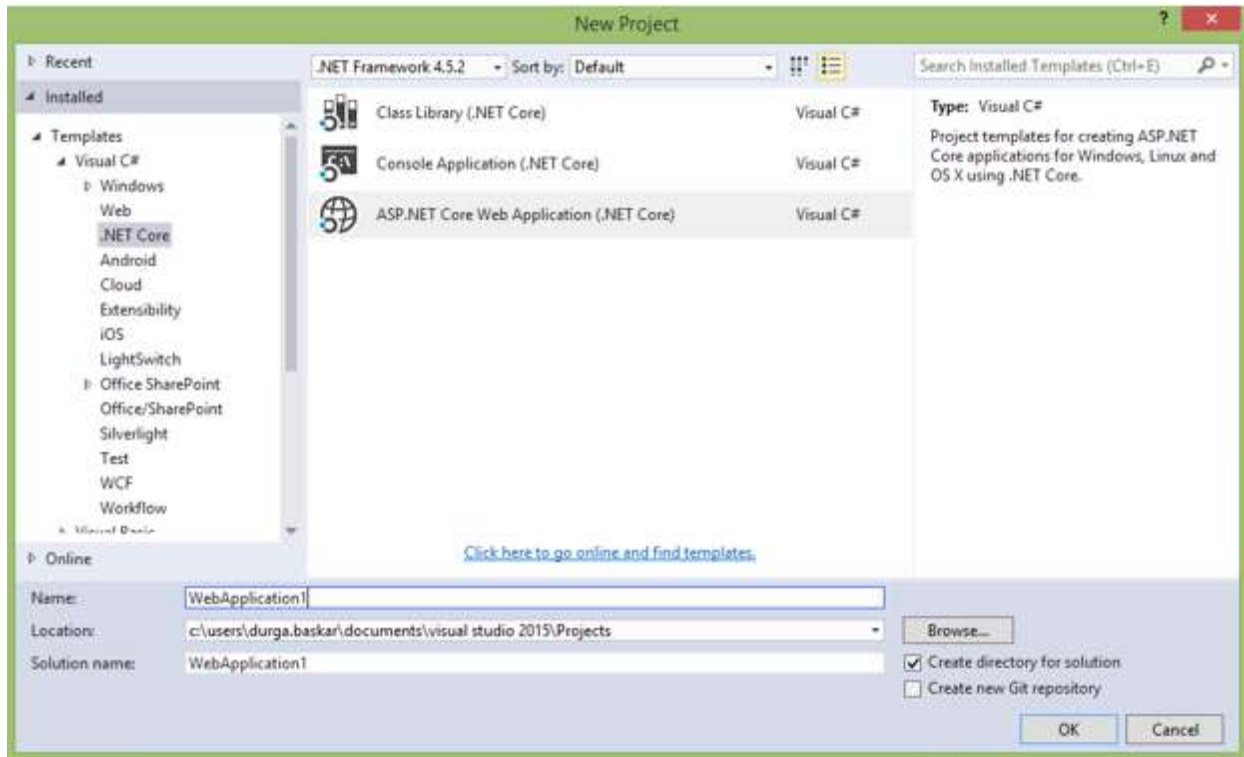 New Project
?
Recent
Installed
Templates
Visual C#
Windows
Web
.NET Core
Android
Cloud
Extensibility
iOS
LightSwitch
Office SharePoint
Office/SharePoint
Silverlight
Test
WCF
Workflow
Visual Basic
Online
.NET Framework 4.5.2
Sort by: Default
Class Library (.NET Core) Visual C#
Console Application (.NET Core) Visual C#
ASP.NET Core Web Application (.NET Core) Visual C#
Click here to go online and find templates.
Search Installed Templates (Ctrl+E)
Type: Visual C#
Project templates for creating ASP.NET
Core applications for Windows, Linux and
OS X using .NET Core.
Name: WebApplication1
Location: c:\users\durga.baskar\documents\visual studio 2015\Projects
Browse...
Solution name: WebApplication1
Create directory for solution
Create new Git repository
OK
Cancel